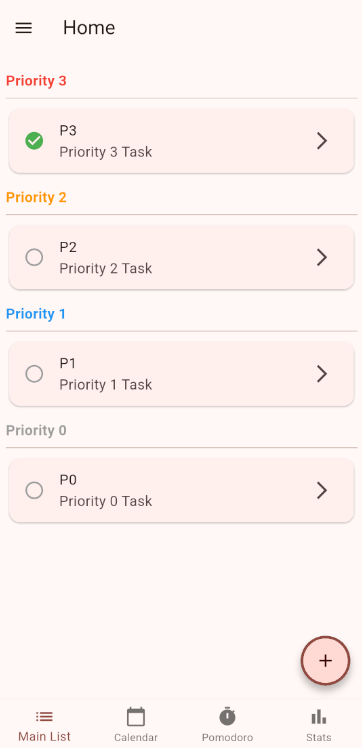 Home
Priority 3
P3
Priority 3 Task
Priority 2
P2
Priority 2 Task
Priority 1
P1
Priority 1 Task
Priority 0
P0
Priority 0 Task
Main List
Calendar
Pomodoro
Stats